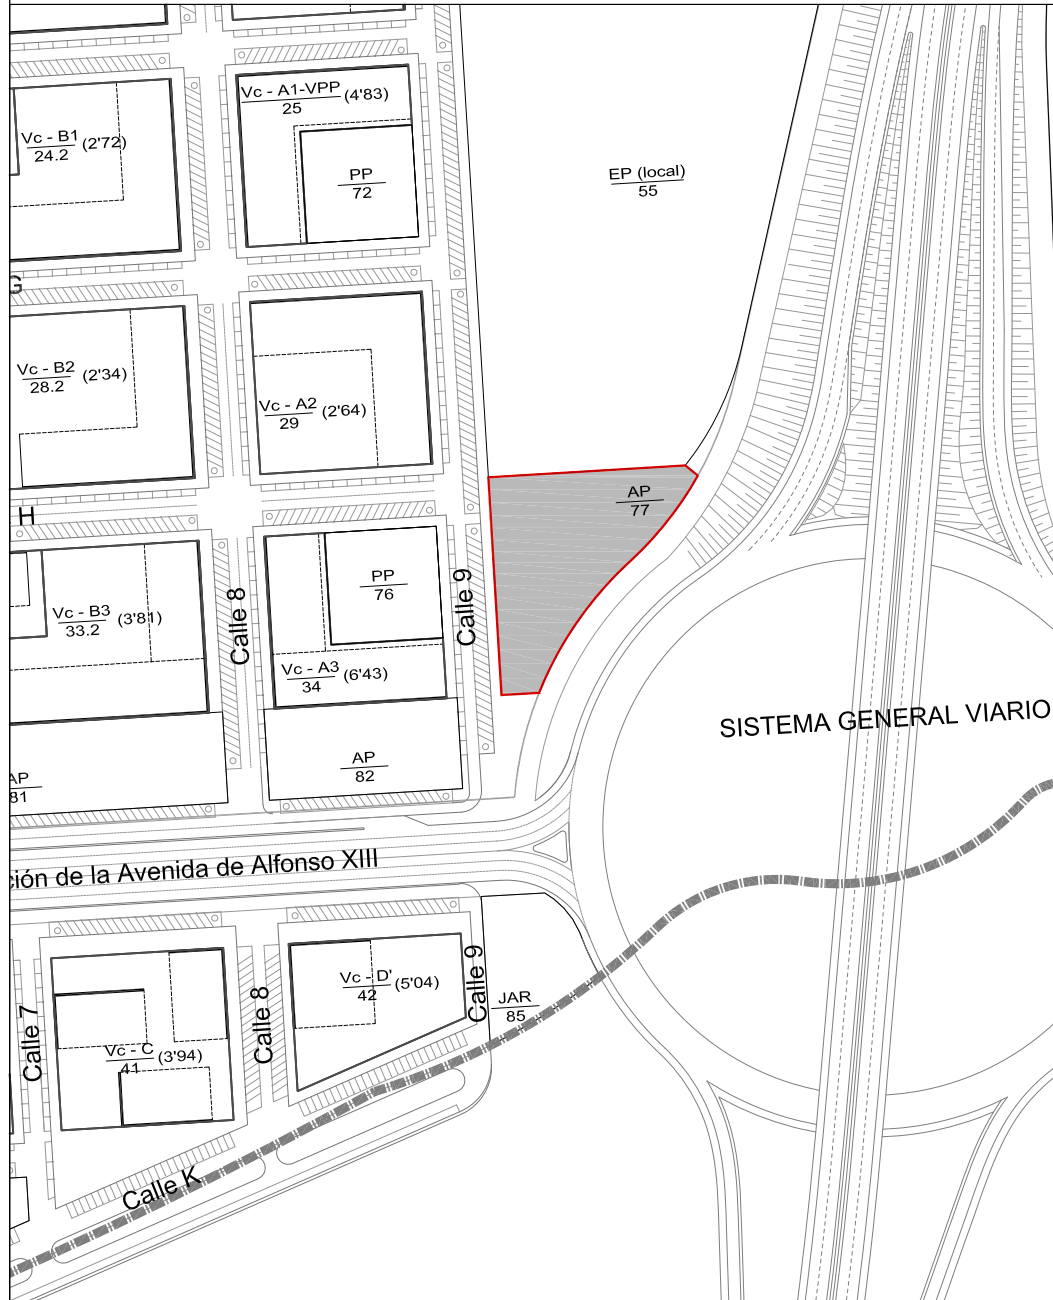 Vc - A1-VPP (4'83)
25
Vc - B1 (2'72)
24.2
PP
72
EP (local)
55
G
Vc - B2 (2'34)
28.2
Vc - A2 (2'64)
29
AP
77
H
PP
76
Vc - B3 (3'81)
33.2
Calle 8
Calle 9
Vc - A3 (6'43)
34
SISTEMA GENERAL VIARIO
AP
82
AP
81
ción de la Avenida de Alfonso XIII
Vc - D' (5'04)
42
Calle 9
JAR
85
Calle 7
Calle 8
Vc - C (3'94)
41
Calle K